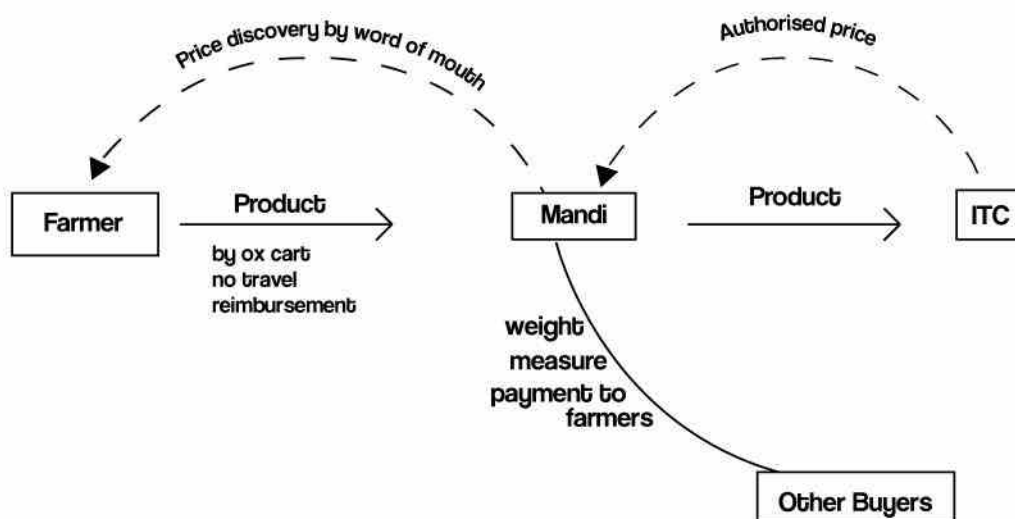 Price discovery by word of mouth
Authorised price
Farmer
Product
by ox cart
no travel
reimbursement
Mandi
Product
ITC
weight
measure
payment to
farmers
Other Buyers